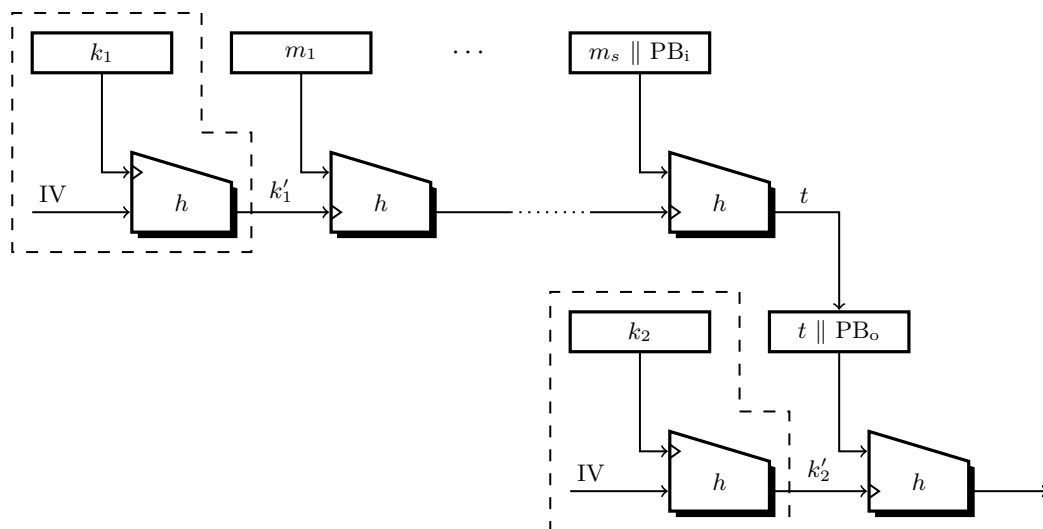 k₁ m₁ ⋯ mₛ ∥ PBᵢ
IV h k′₁ h h t
k₂ t ∥ PBₒ
IV h k′₂ h